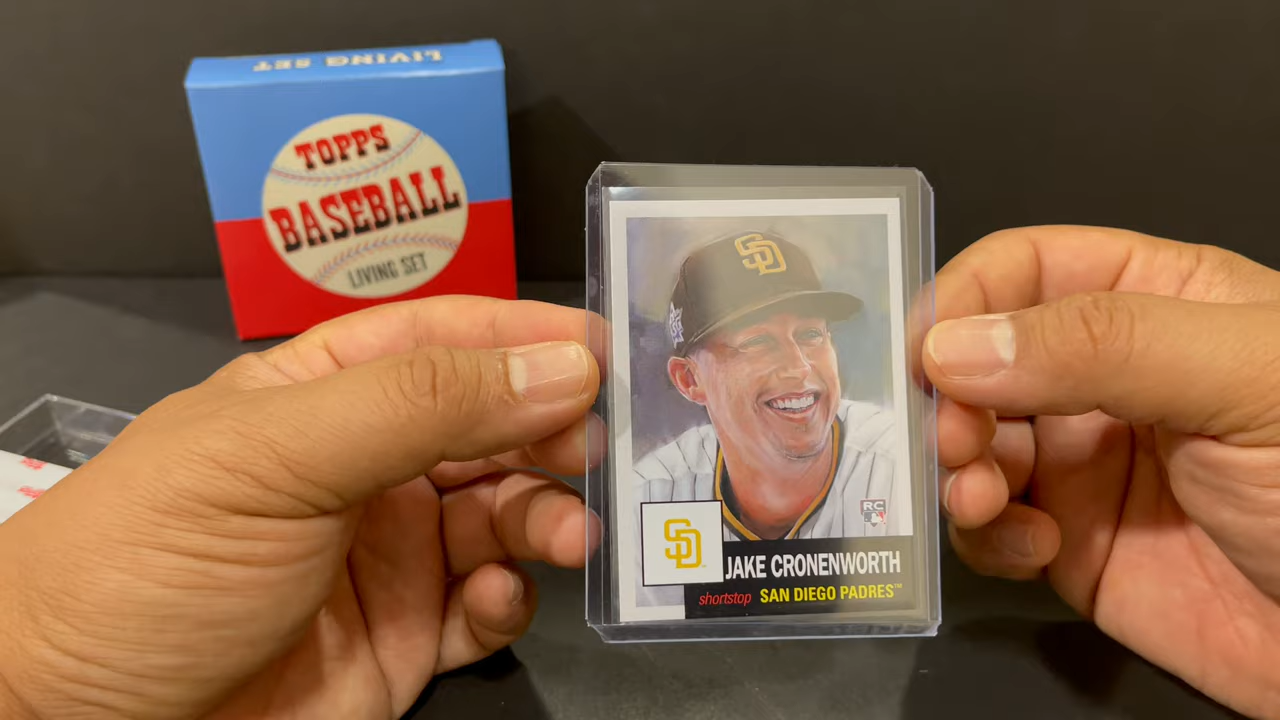 LIVING SET
TOPPS
BASEBALL
LIVING SET
SD
SD
RC
JAKE CRONENWORTH
shortstop SAN DIEGO PADRES™